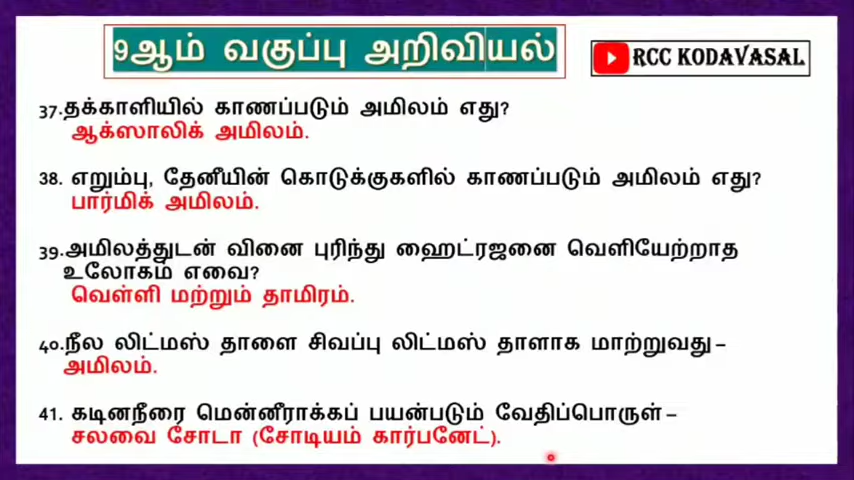 9ஆம் வகுப்பு அறிவியல்
RCC KODAVASAL
37.தக்காளியில் காணப்படும் அமிலம் எது?
ஆக்ஸாலிக் அமிலம்.
38. எறும்பு, தேனீயின் கொடுக்குகளில் காணப்படும் அமிலம் எது?
பார்மிக் அமிலம்.
39.அமிலத்துடன் வினை புரிந்து ஹைட்ரஜனை வெளியேற்றாத
உலோகம் எவை?
வெள்ளி மற்றும் தாமிரம்.
40.நீல லிட்மஸ் தாளை சிவப்பு லிட்மஸ் தாளாக மாற்றுவது –
அமிலம்.
41. கடினநீரை மென்னீராக்கப் பயன்படும் வேதிப்பொருள் –
சலவை சோடா (சோடியம் கார்பனேட்).